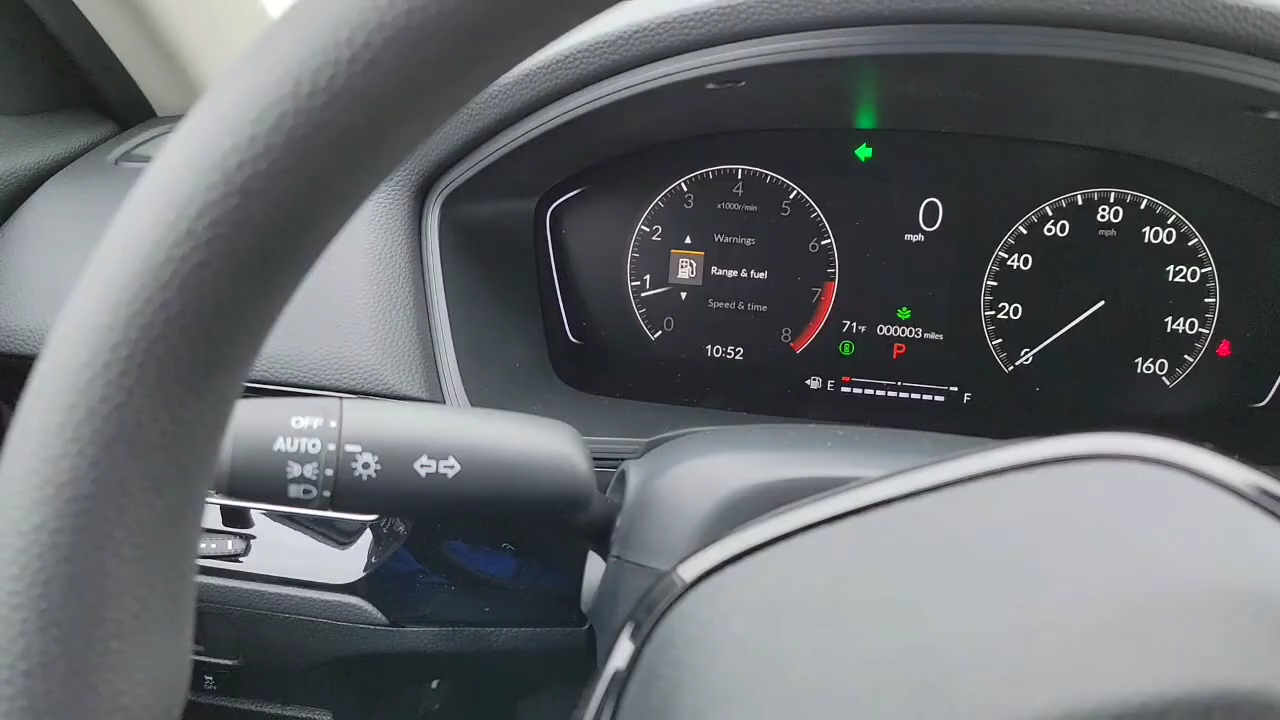 4
3
5
x1000r/min
2
6
1
7
0
8
Warnings
Range & fuel
Speed & time
10:52
0
mph
71°F
000003 miles
P
E
F
80
60
mph
100
40
120
20
140
0
160
OFF
AUTO
OFF